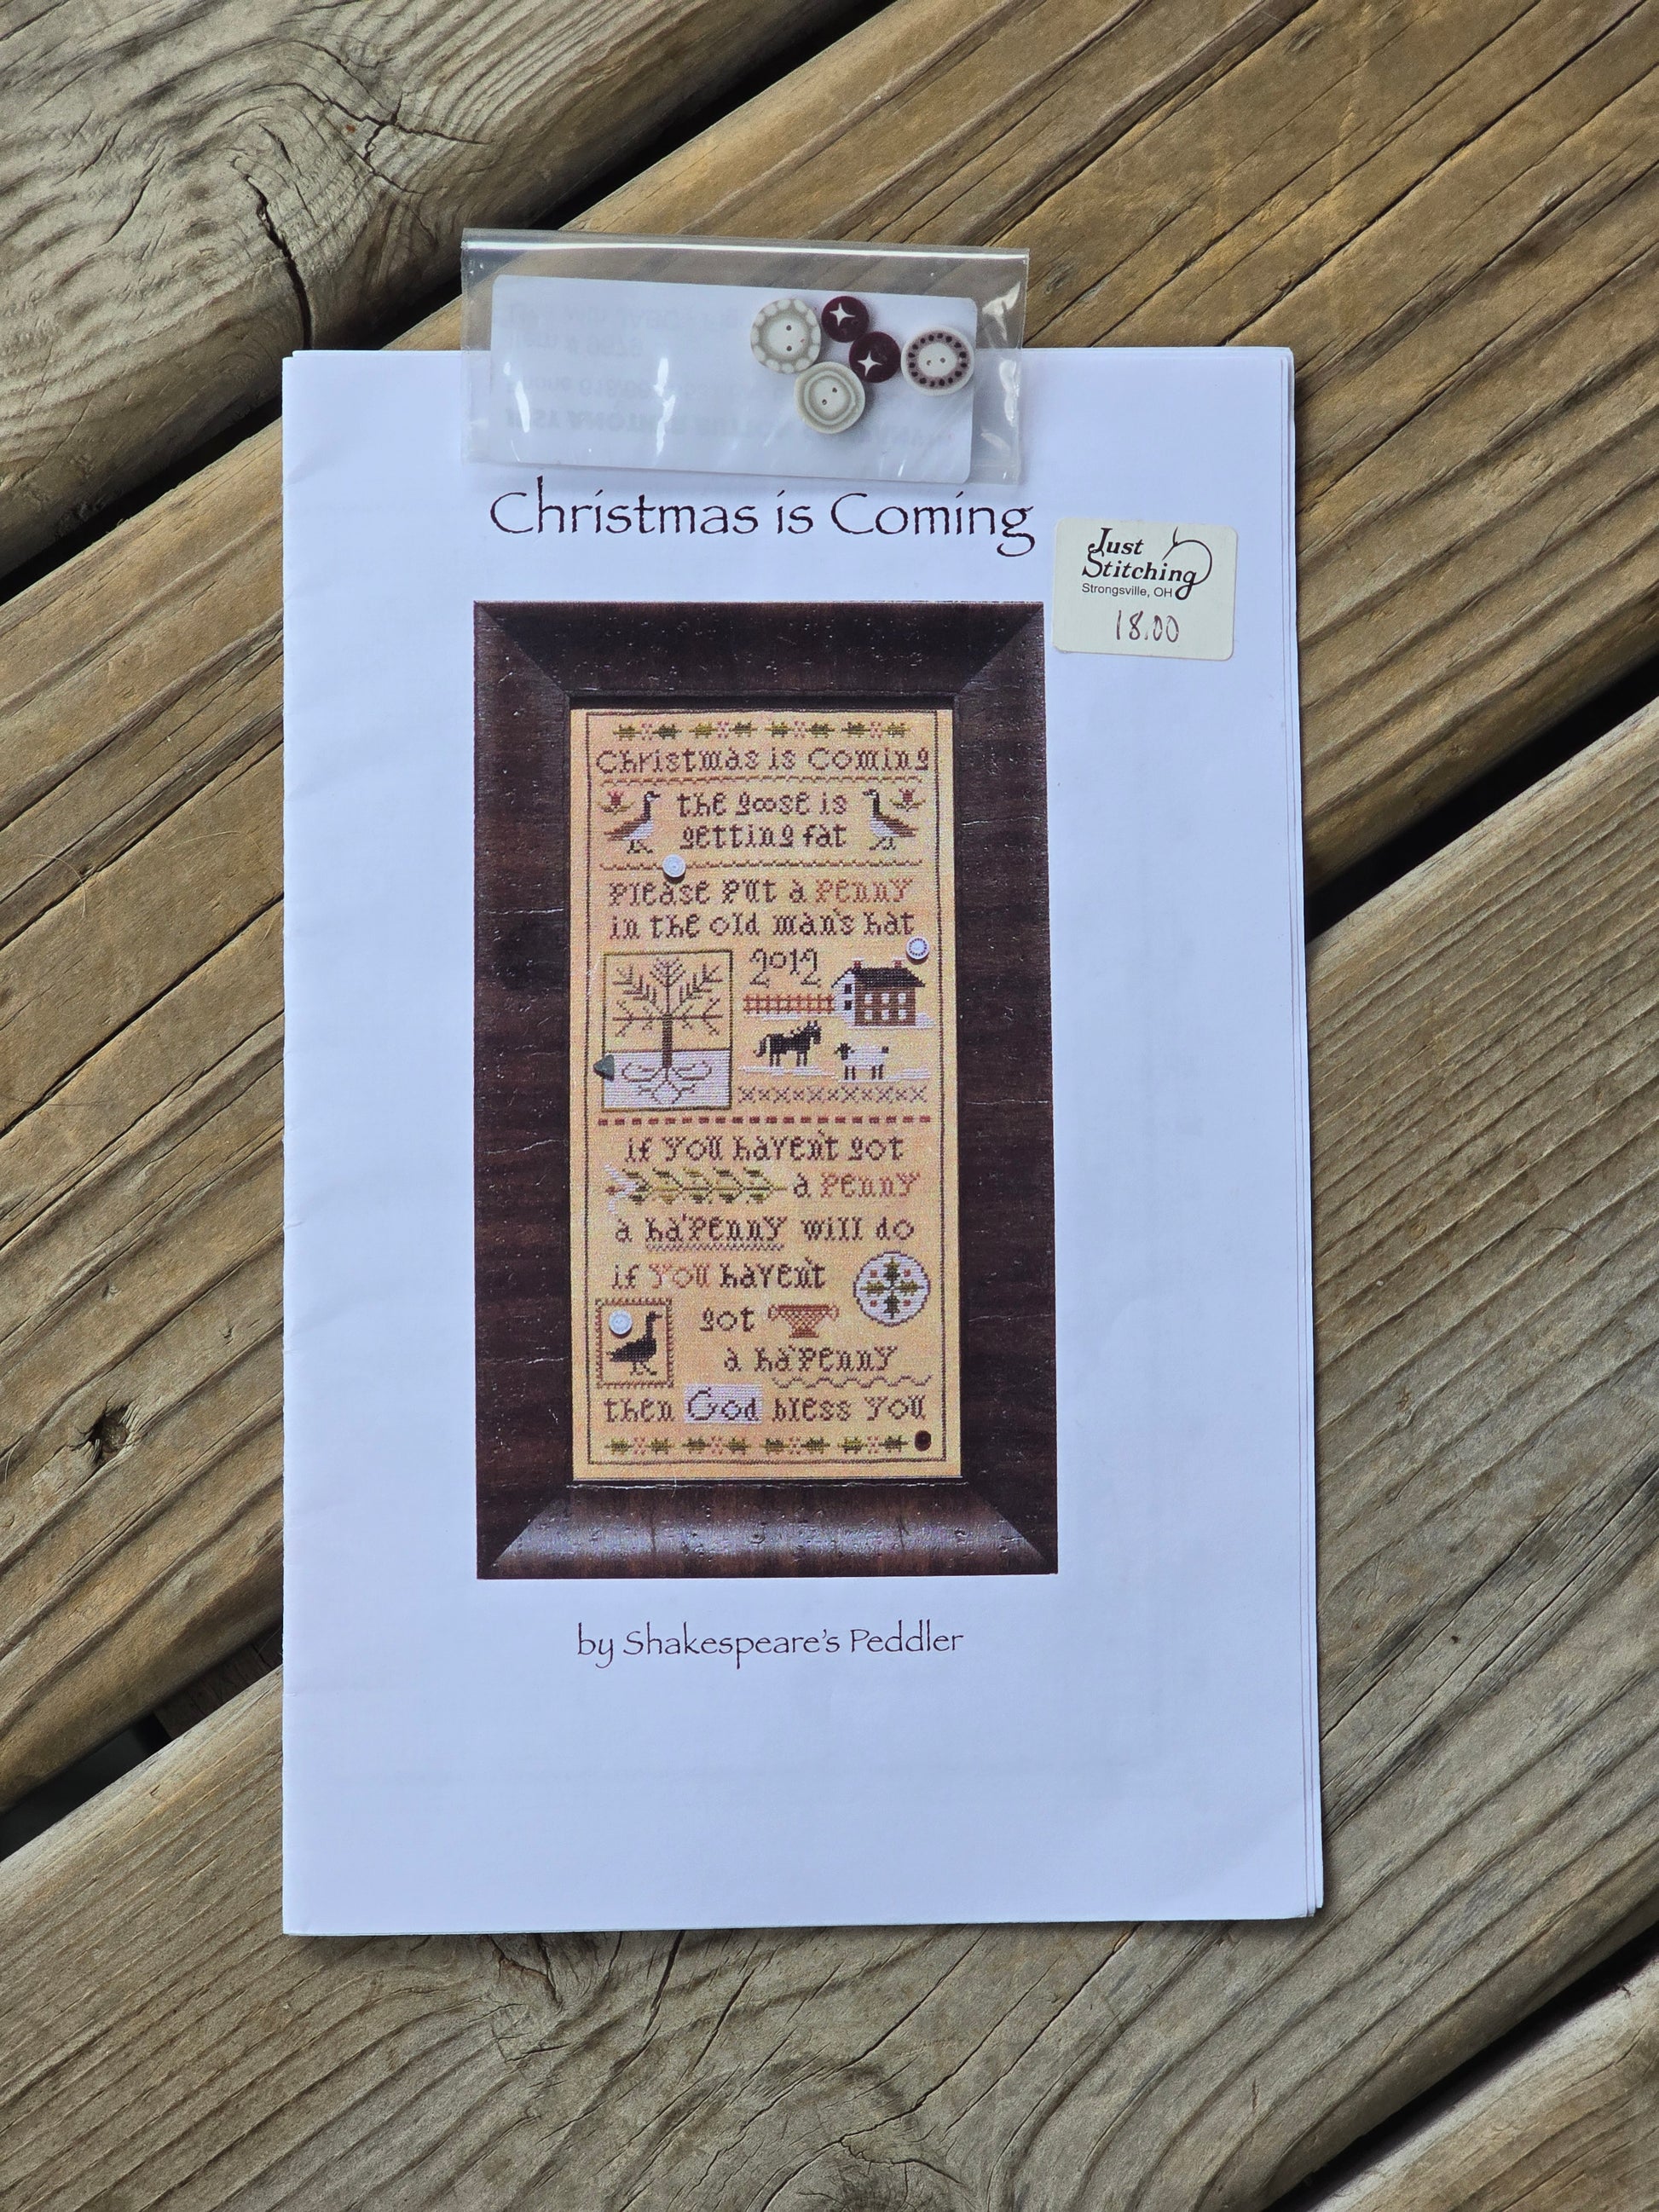 Christmas is Coming
Just
Stitching
Strongsville, OH
18.00
Christmas is Coming
the goose is
getting fat
please put a penny
in the old man's hat
2012
if you haven't got
a penny
a ha'penny will do
if you haven't
got
a ha'penny
then God bless you
by Shakespeare's Peddler